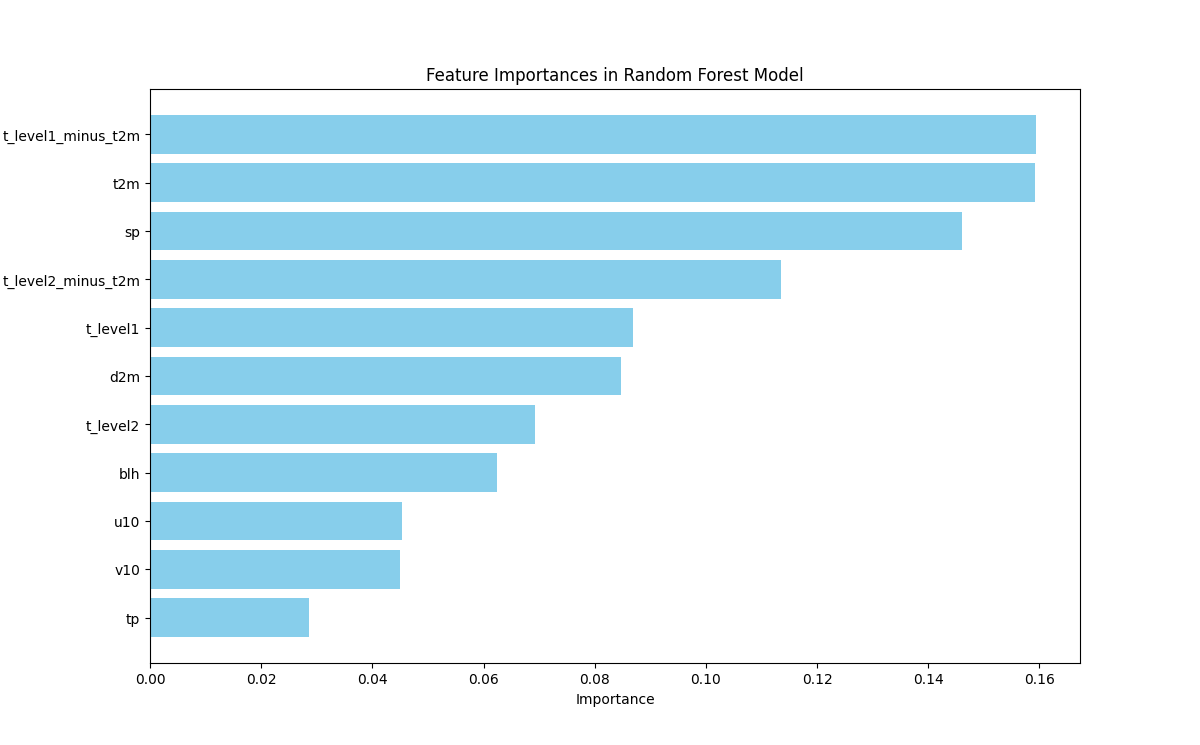 Feature Importances in Random Forest Model
t_level1_minus_t2m
t2m
sp
t_level2_minus_t2m
t_level1
d2m
t_level2
blh
u10
v10
tp
0.00 0.02 0.04 0.06 0.08 0.10 0.12 0.14 0.16
Importance